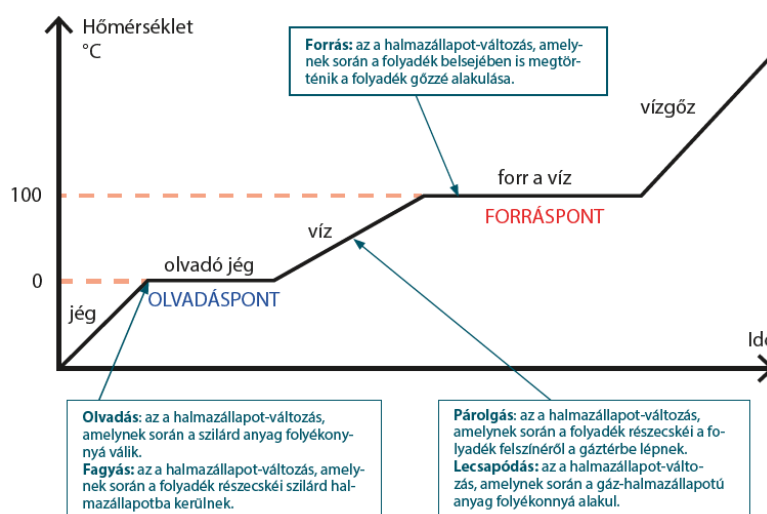 Hőmérséklet
°C
Forrás: az a halmazállapot-változás, amely-
nek során a folyadék belsejében is megtör-
ténik a folyadék gőzzé alakulása.
vízgőz
100
forr a víz
FORRÁSPONT
víz
olvadó jég
0
OLVADÁSPONT
jég
Idő
Olvadás: az a halmazállapot-változás,
amelynek során a szilárd anyag folyékony-
nyá válik.
Fagyás: az a halmazállapot-változás, amely-
nek során a folyadék részecskéi szilárd hal-
mazállapotba kerülnek.
Párolgás: az a halmazállapot-változás,
amelynek során a folyadék részecskéi a fo-
lyadék felszínéről a gáztérbe lépnek.
Lecsapódás: az a halmazállapot-válto-
zás, amelynek során a gáz-halmazállapotú
anyag folyékonnyá alakul.